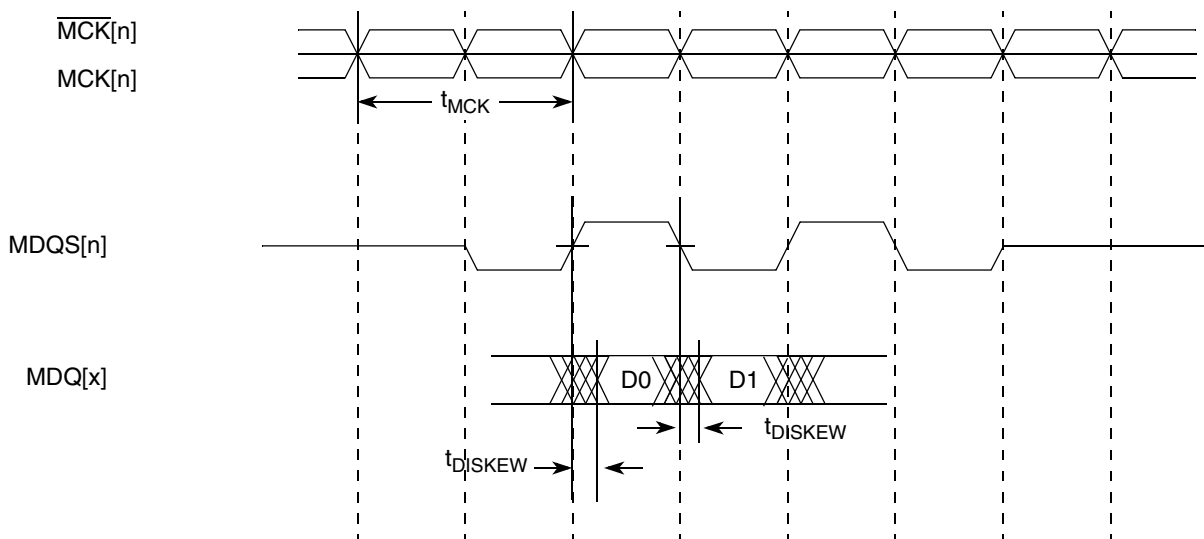 MCK[n]
MCK[n]
tMCK
MDQS[n]
MDQ[x]
D0
D1
tDISKEW
tDISKEW